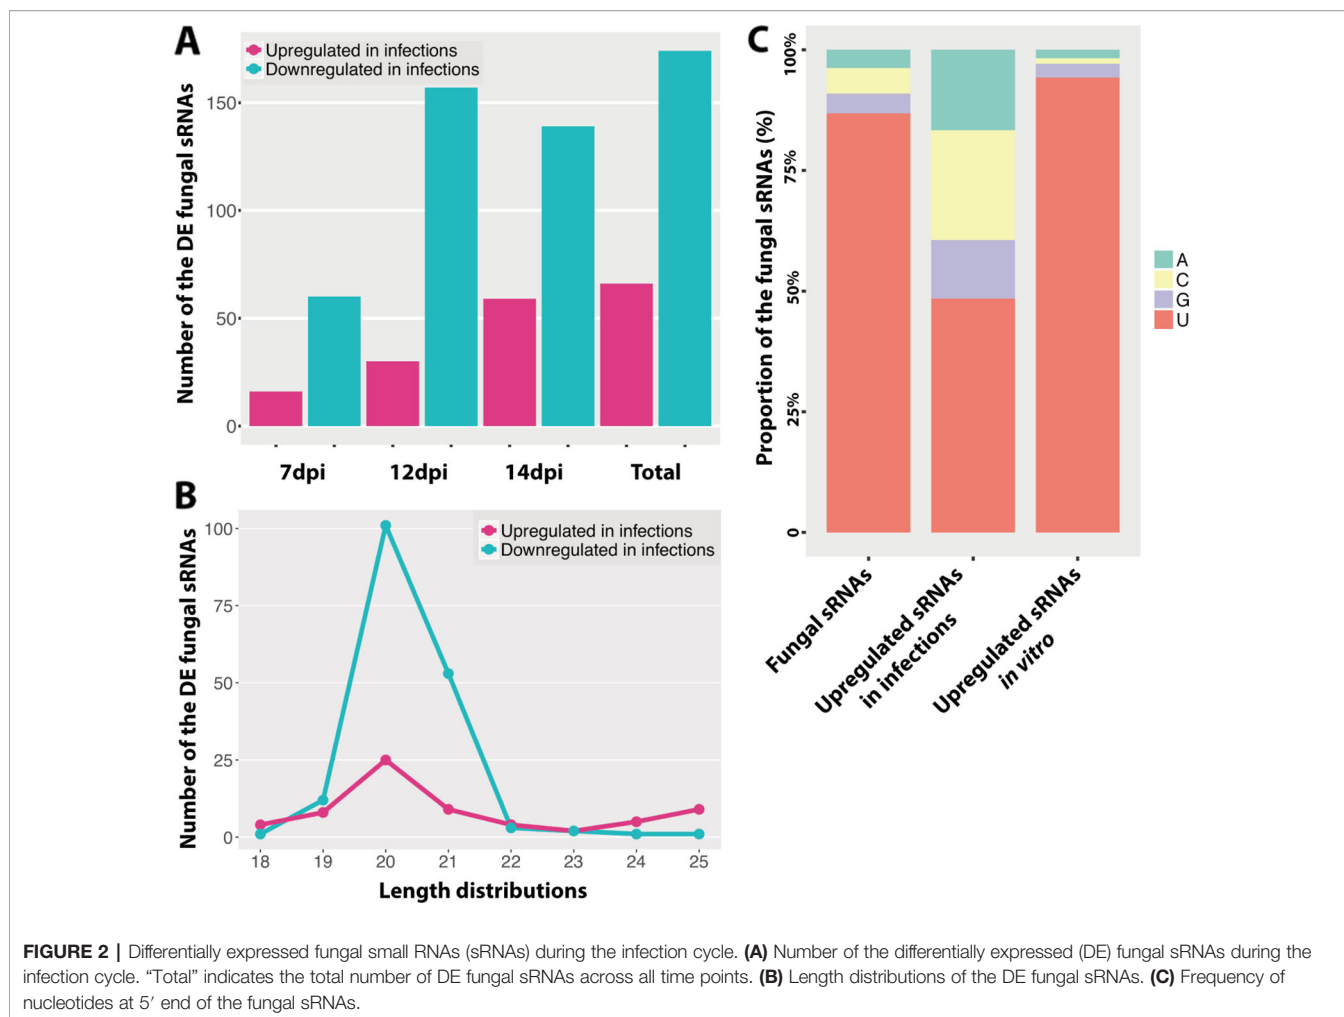 A
Number of the DE fungal sRNAs
Upregulated in infections
Downregulated in infections
150
100
50
0
7dpi 12dpi 14dpi Total
B
Number of the DE fungal sRNAs
Upregulated in infections
Downregulated in infections
100
75
50
25
0
18 19 20 21 22 23 24 25
Length distributions
C
Proportion of the fungal sRNAs (%)
100%
75%
50%
25%
0
Fungal sRNAs
Upregulated sRNAs
in infections
Upregulated sRNAs
in vitro
A
C
G
U
FIGURE 2 | Differentially expressed fungal small RNAs (sRNAs) during the infection cycle. (A) Number of the differentially expressed (DE) fungal sRNAs during the
infection cycle. “Total” indicates the total number of DE fungal sRNAs across all time points. (B) Length distributions of the DE fungal sRNAs. (C) Frequency of
nucleotides at 5′ end of the fungal sRNAs.